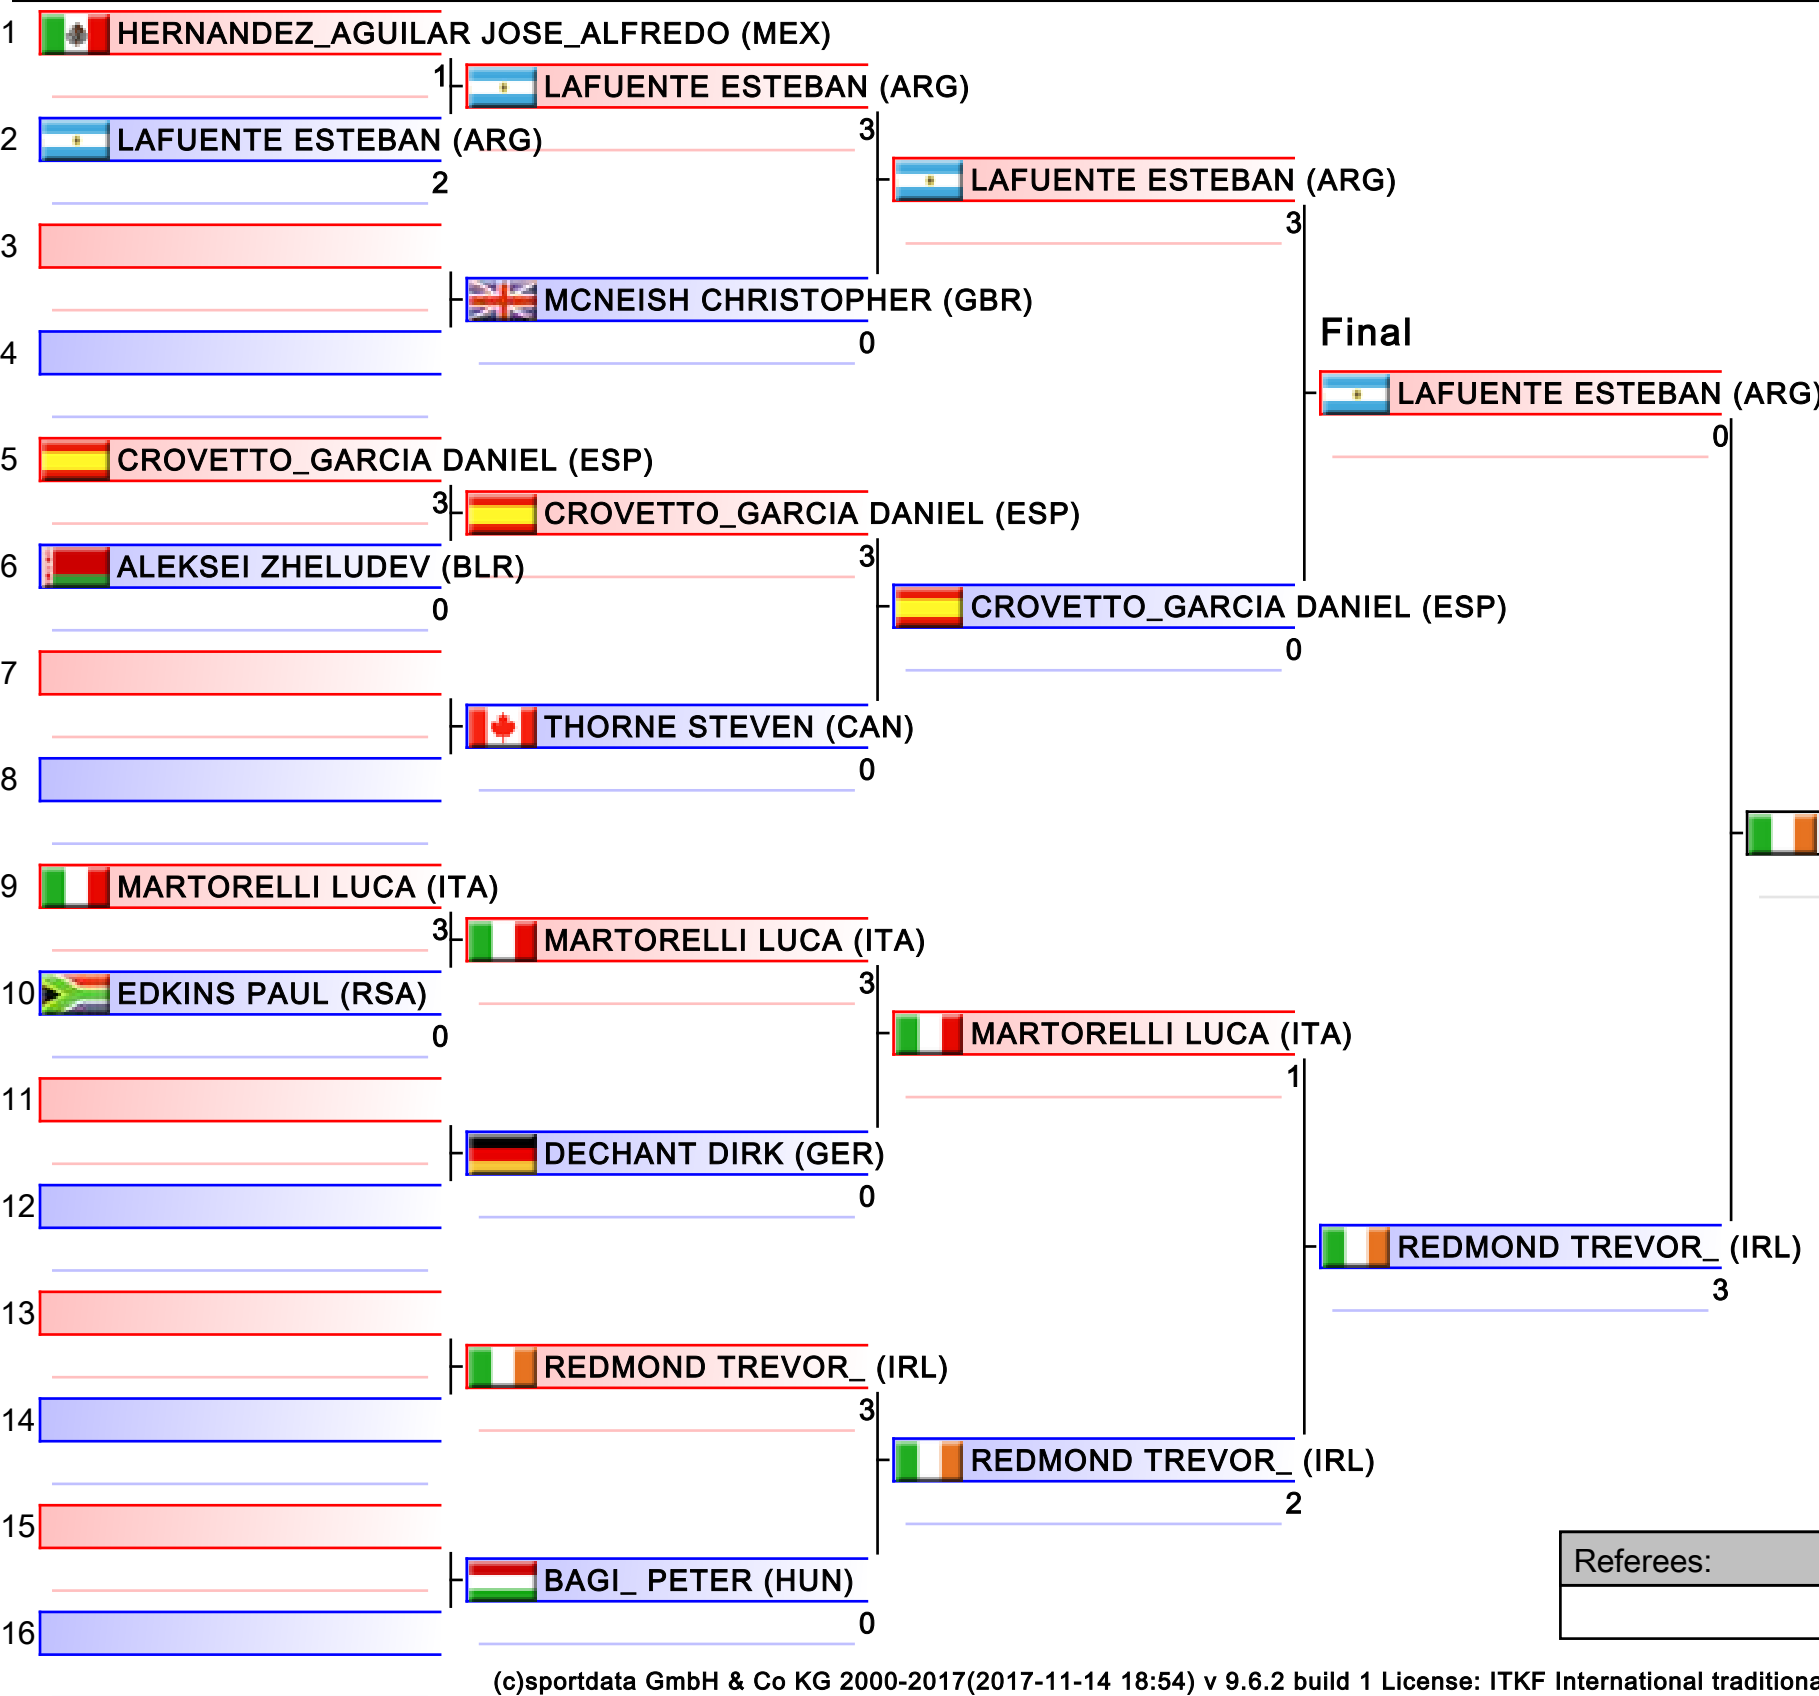 1 HERNANDEZ_AGUILAR JOSE_ALFREDO (MEX)
1
LAFUENTE ESTEBAN (ARG)
3
2 LAFUENTE ESTEBAN (ARG)
2
LAFUENTE ESTEBAN (ARG)
3
3
MCNEISH CHRISTOPHER (GBR)
0
4
Final
LAFUENTE ESTEBAN (ARG)
0
5 CROVETTO_GARCIA DANIEL (ESP)
3
CROVETTO_GARCIA DANIEL (ESP)
3
6 ALEKSEI ZHELUDEV (BLR)
0
CROVETTO_GARCIA DANIEL (ESP)
0
7
THORNE STEVEN (CAN)
0
8
9 MARTORELLI LUCA (ITA)
3
MARTORELLI LUCA (ITA)
3
10 EDKINS PAUL (RSA)
0
MARTORELLI LUCA (ITA)
1
11
DECHANT DIRK (GER)
0
12
REDMOND TREVOR_ (IRL)
3
13
REDMOND TREVOR_ (IRL)
3
14
REDMOND TREVOR_ (IRL)
2
15
BAGI_ PETER (HUN)
0
16
Referees:
(c)sportdata GmbH & Co KG 2000-2017(2017-11-14 18:54) v 9.6.2 build 1 License: ITKF International traditiona